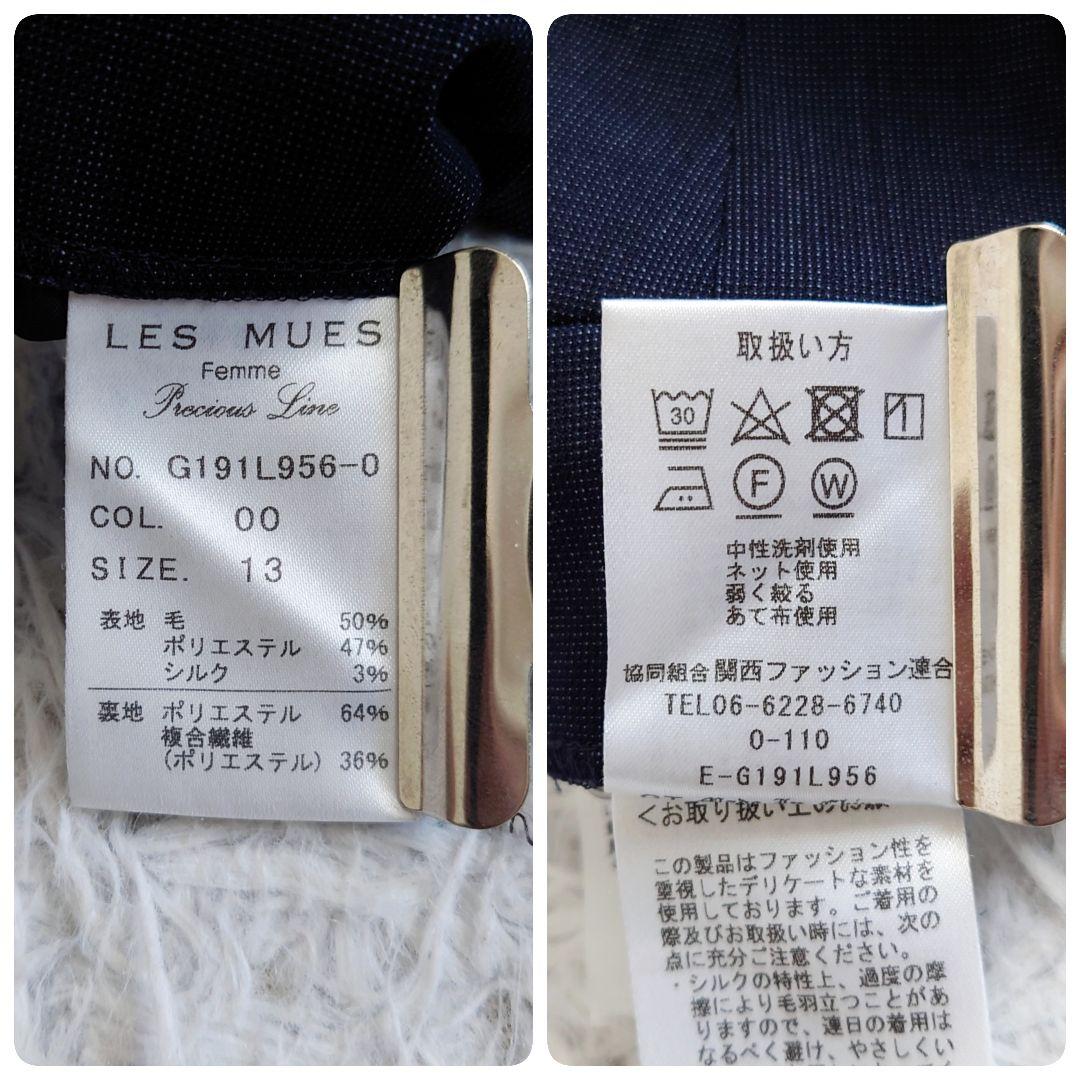 LES MUES
Femme
Precious Line
NO. G191L956-0
COL. 00
SIZE. 13
表地 毛 50%
ポリエステル 47%
シルク 3%
裏地 ポリエステル 64%
複合繊維
(ポリエステル) 36%
取扱い方
30
1
F W
中性洗剤使用
ネット使用
弱く絞る
あて布使用
協同組合関西ファッション連合
TEL06-6228-6740
0-110
E-G191L956
<お取り扱い上の
この製品はファッション性を
重視したデリケートな素材を
使用しております。ご着用の
際及びお取扱い時には、次の
点に充分ご注意ください。
・シルクの特性上、過度の摩
擦により毛羽立つことがあ
りますので、連日の着用は
なるべく避け、やさしくい